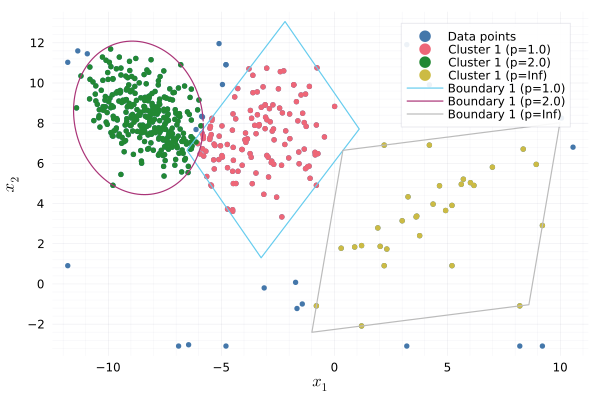 Data points
Cluster 1 (p=1.0)
Cluster 1 (p=2.0)
Cluster 1 (p=Inf)
Boundary 1 (p=1.0)
Boundary 1 (p=2.0)
Boundary 1 (p=Inf)
12
10
8
6
4
2
0
−2
x₂
−10 −5 0 5 10
x₁